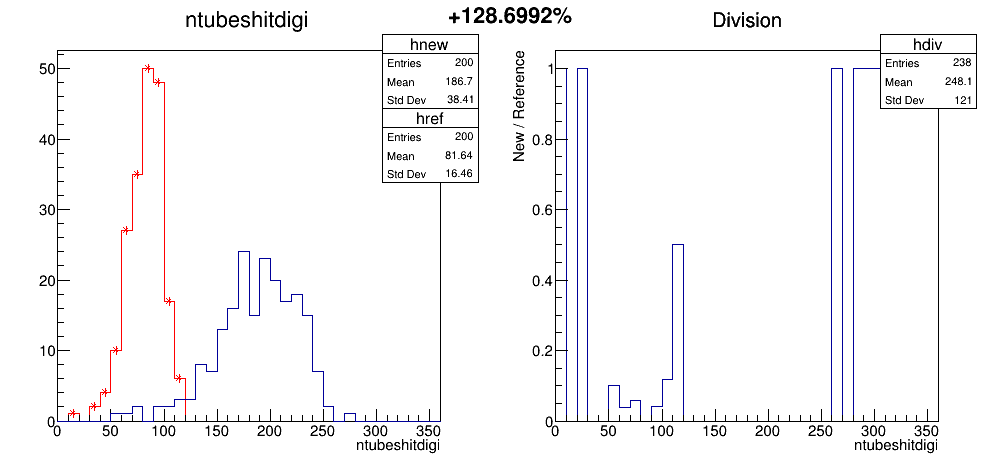 ntubeshitdigi
+128.6992%
Division
hnew
Entries 200
Mean 186.7
Std Dev 38.41
href
Entries 200
Mean 81.64
Std Dev 16.46
50
40
30
20
10
0
0 50 100 150 200 250 300 350
ntubeshitdigi
hdiv
Entries 238
Mean 248.1
Std Dev 121
New / Reference
1
0.8
0.6
0.4
0.2
0
0 50 100 150 200 250 300 350
ntubeshitdigi